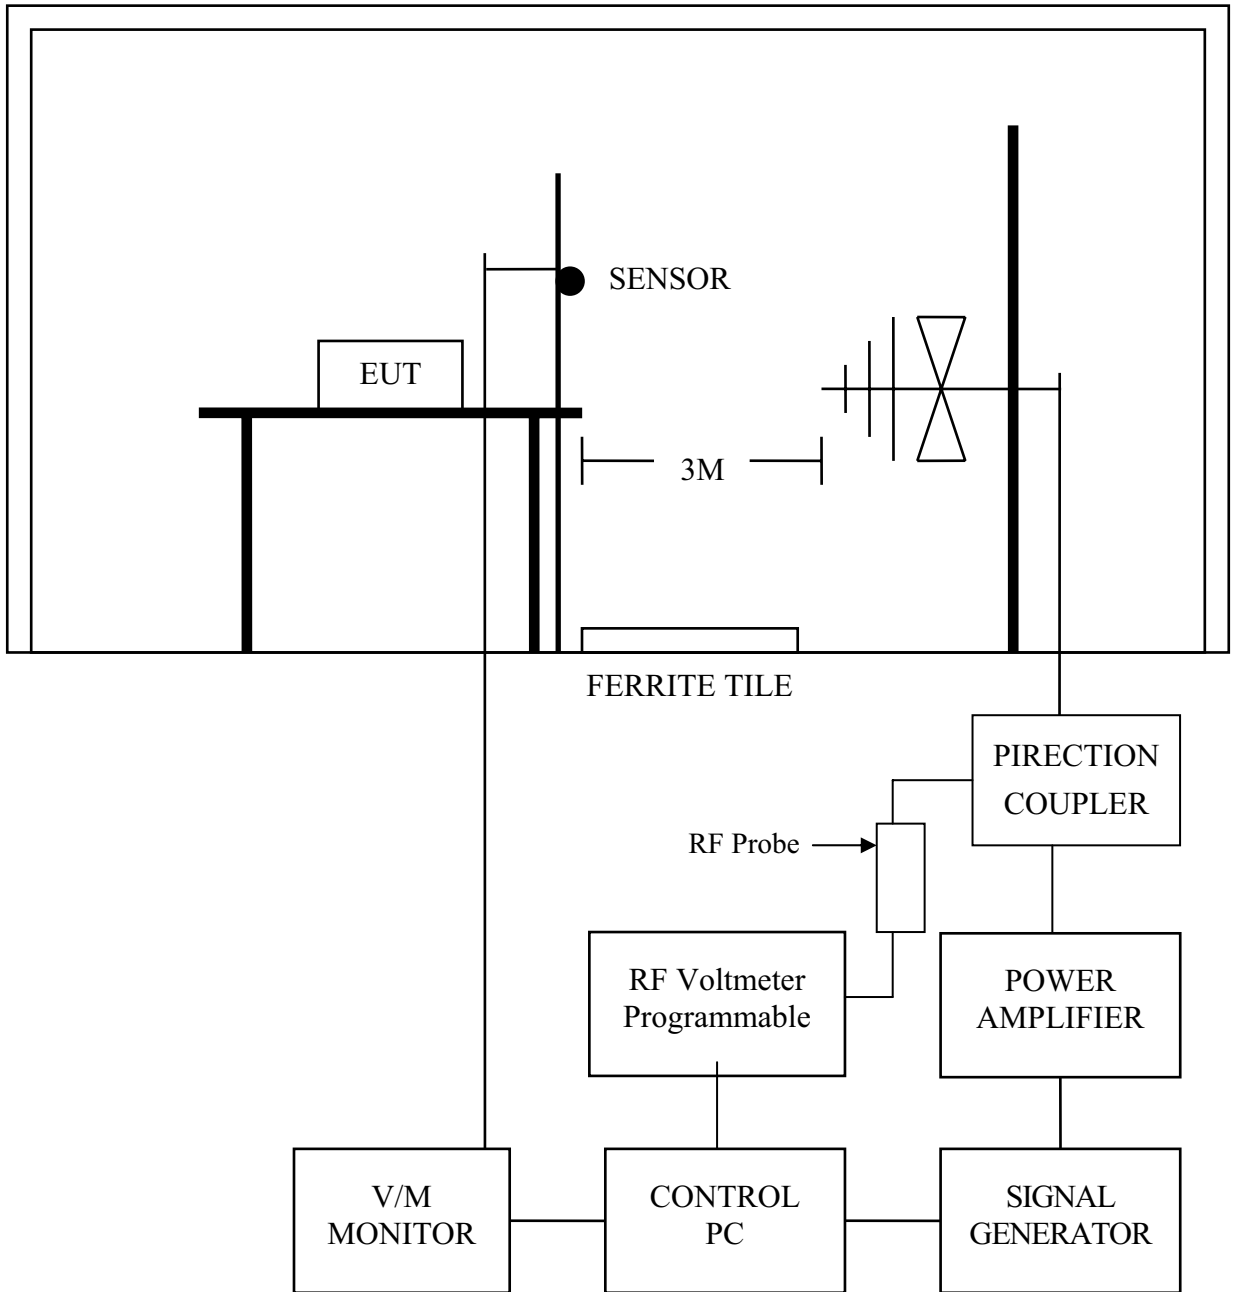 SENSOR
EUT
3M
FERRITE TILE
PIRECTION
COUPLER
RF Probe
RF Voltmeter
Programmable
POWER
AMPLIFIER
V/M
MONITOR
CONTROL
PC
SIGNAL
GENERATOR